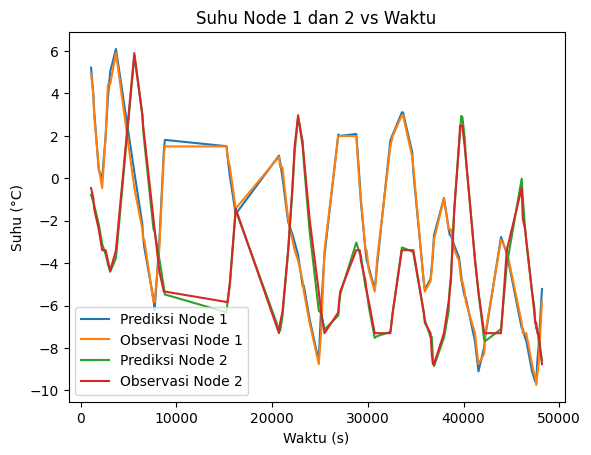 Suhu Node 1 dan 2 vs Waktu
Suhu (°C)
6
4
2
0
−2
−4
−6
−8
−10
Prediksi Node 1
Observasi Node 1
Prediksi Node 2
Observasi Node 2
0 10000 20000 30000 40000 50000
Waktu (s)